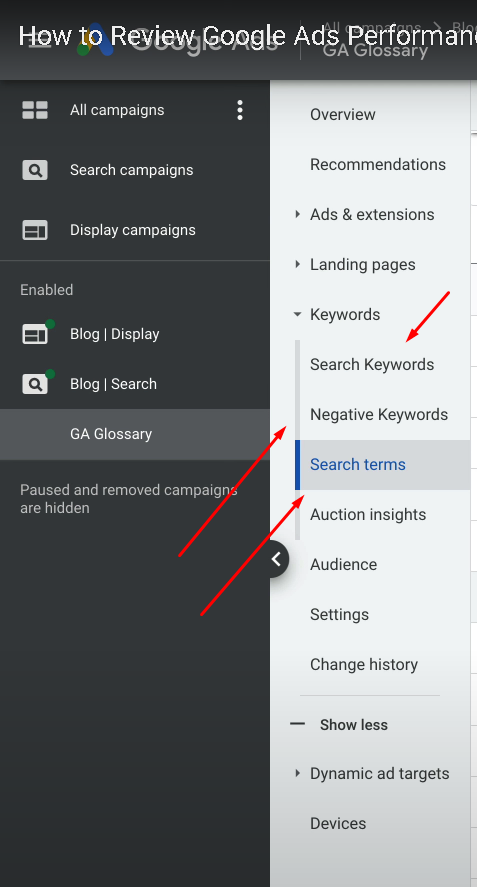 How to Review Google Ads Performan
Google Ads
All campaigns > Blo
GA Glossary
All campaigns
Search campaigns
Display campaigns
Enabled
Blog | Display
Blog | Search
GA Glossary
Paused and removed campaigns
are hidden
Overview
Recommendations
Ads & extensions
Landing pages
Keywords
Search Keywords
Negative Keywords
Search terms
Auction insights
Audience
Settings
Change history
Show less
Dynamic ad targets
Devices